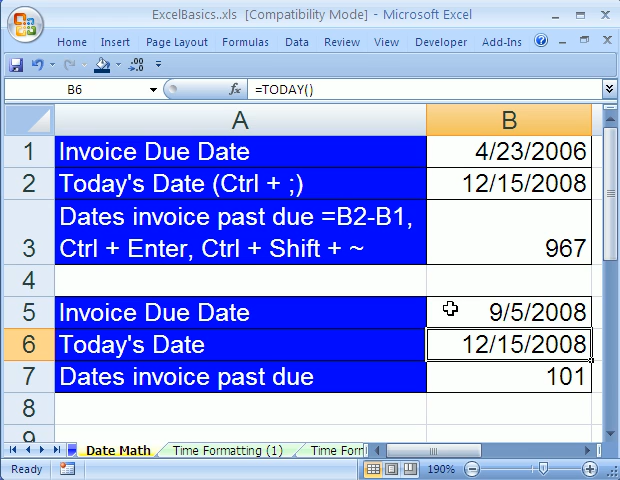 ExcelBasics..xls [Compatibility Mode] - Microsoft Excel
Home Insert Page Layout Formulas Data Review View Developer Add-Ins
B6 fx =TODAY()
A B
1 Invoice Due Date 4/23/2006
2 Today's Date (Ctrl + ;) 12/15/2008
Dates invoice past due =B2-B1,
3 Ctrl + Enter, Ctrl + Shift + ~ 967
4
5 Invoice Due Date 9/5/2008
6 Today's Date 12/15/2008
7 Dates invoice past due 101
8
9
Date Math Time Formatting (1) Time Form
Ready 190%